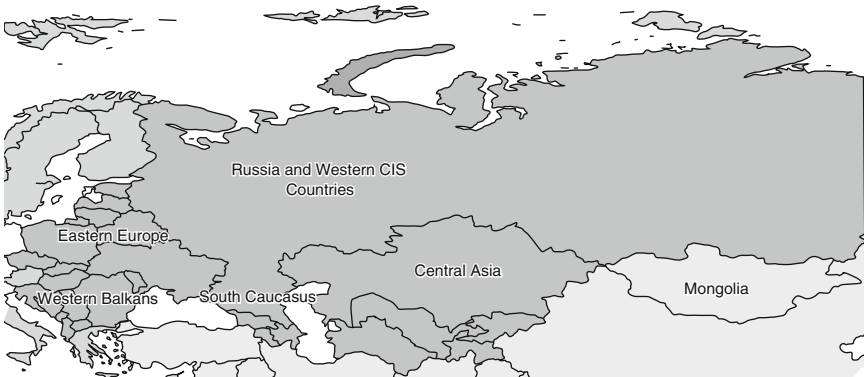 Russia and Western CIS
Countries
Eastern Europe
Central Asia
Mongolia
Western Balkans
South Caucasus